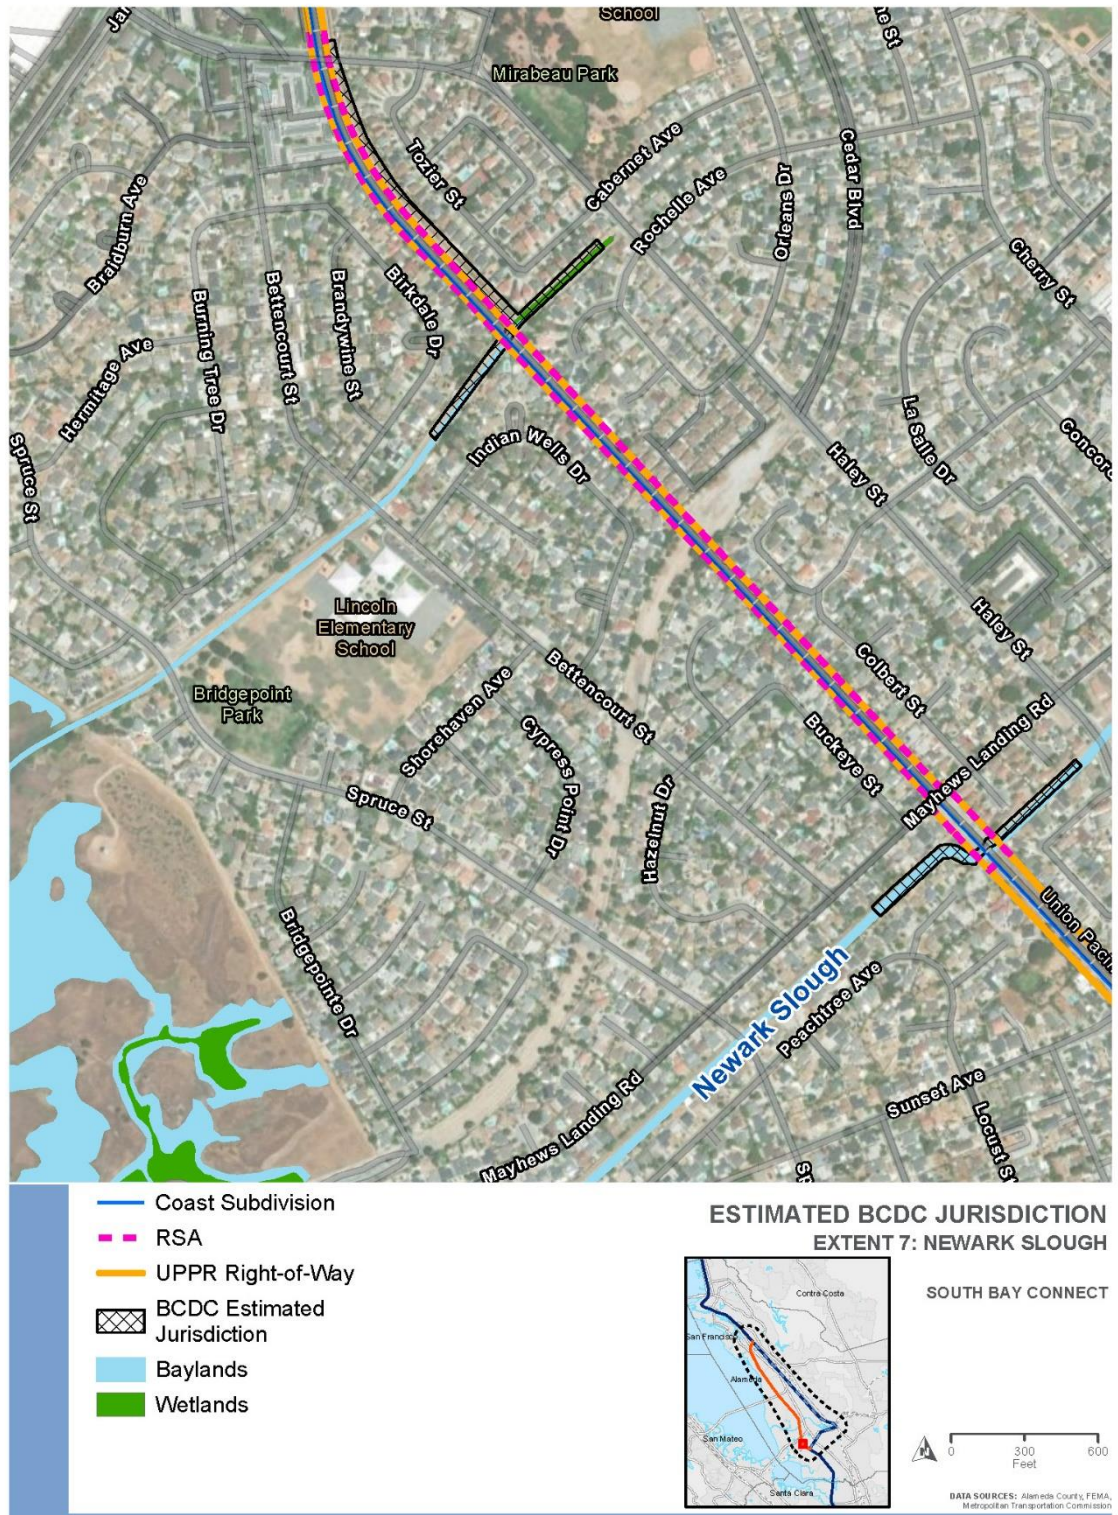 School
Mirabeau Park
Cedar Blvd
Cabernet Ave
Tozier St
Rochelle Ave
Orleans Dr
Braidburn Ave
Cherry St
Bettencourt St
Brandywine St
Birkdale Dr
Burning Tree Dr
Hermitage Ave
La Salle Dr
Concord
Spruce St
Indian Wells Dr
Haley St
Lincoln
Elementary
School
Haley St
Colbert St
Bettencourt St
Bridgepoint
Park
Shorehaven Ave
Cypress Point Dr
Buckeye St
Mayhews Landing Rd
Spruce St
Hazelnut Dr
Union Pacif
Bridgepointe Dr
Newark Slough
Peachtree Ave
Sunset Ave
Mayhews Landing Rd
Locust S
Coast Subdivision
RSA
UPPR Right-of-Way
BCDC Estimated
Jurisdiction
Baylands
Wetlands
ESTIMATED BCDC JURISDICTION
EXTENT 7: NEWARK SLOUGH
SOUTH BAY CONNECT
Contra Costa
San Francisco
Alameda
San Mateo
Santa Clara
N
0 300 600
Feet
DATA SOURCES: Alameda County, FEMA,
Metropolitan Transportation Commission